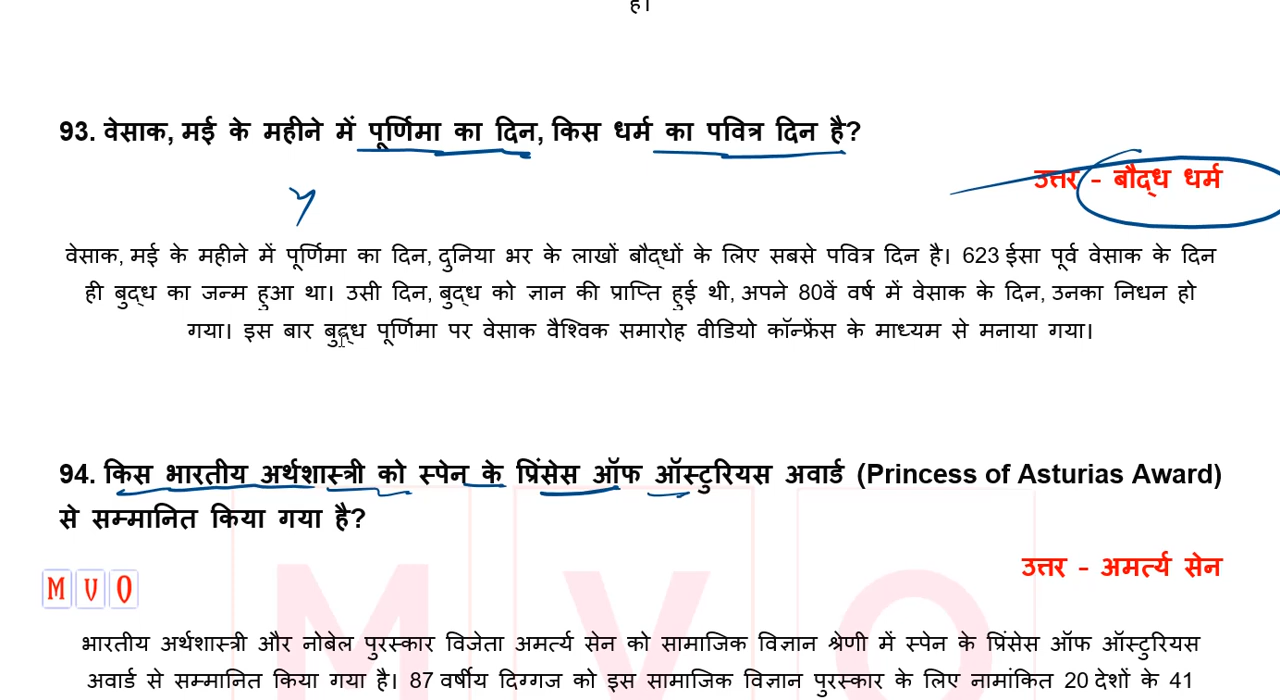 है।
93. वेसाक, मई के महीने में पूर्णिमा का दिन, किस धर्म का पवित्र दिन है?
उत्तर - बौद्ध धर्म
वेसाक, मई के महीने में पूर्णिमा का दिन, दुनिया भर के लाखों बौद्धों के लिए सबसे पवित्र दिन है। 623 ईसा पूर्व वेसाक के दिन
ही बुद्ध का जन्म हुआ था। उसी दिन, बुद्ध को ज्ञान की प्राप्ति हुई थी, अपने 80वें वर्ष में वेसाक के दिन, उनका निधन हो
गया। इस बार बुद्ध पूर्णिमा पर वेसाक वैश्विक समारोह वीडियो कॉन्फ्रेंस के माध्यम से मनाया गया।
94. किस भारतीय अर्थशास्त्री को स्पेन के प्रिंसेस ऑफ ऑस्टुरियस अवार्ड (Princess of Asturias Award)
से सम्मानित किया गया है?
उत्तर - अमर्त्य सेन
M V O
भारतीय अर्थशास्त्री और नोबेल पुरस्कार विजेता अमर्त्य सेन को सामाजिक विज्ञान श्रेणी में स्पेन के प्रिंसेस ऑफ ऑस्टुरियस
अवार्ड से सम्मानित किया गया है। 87 वर्षीय दिग्गज को इस सामाजिक विज्ञान पुरस्कार के लिए नामांकित 20 देशों के 41